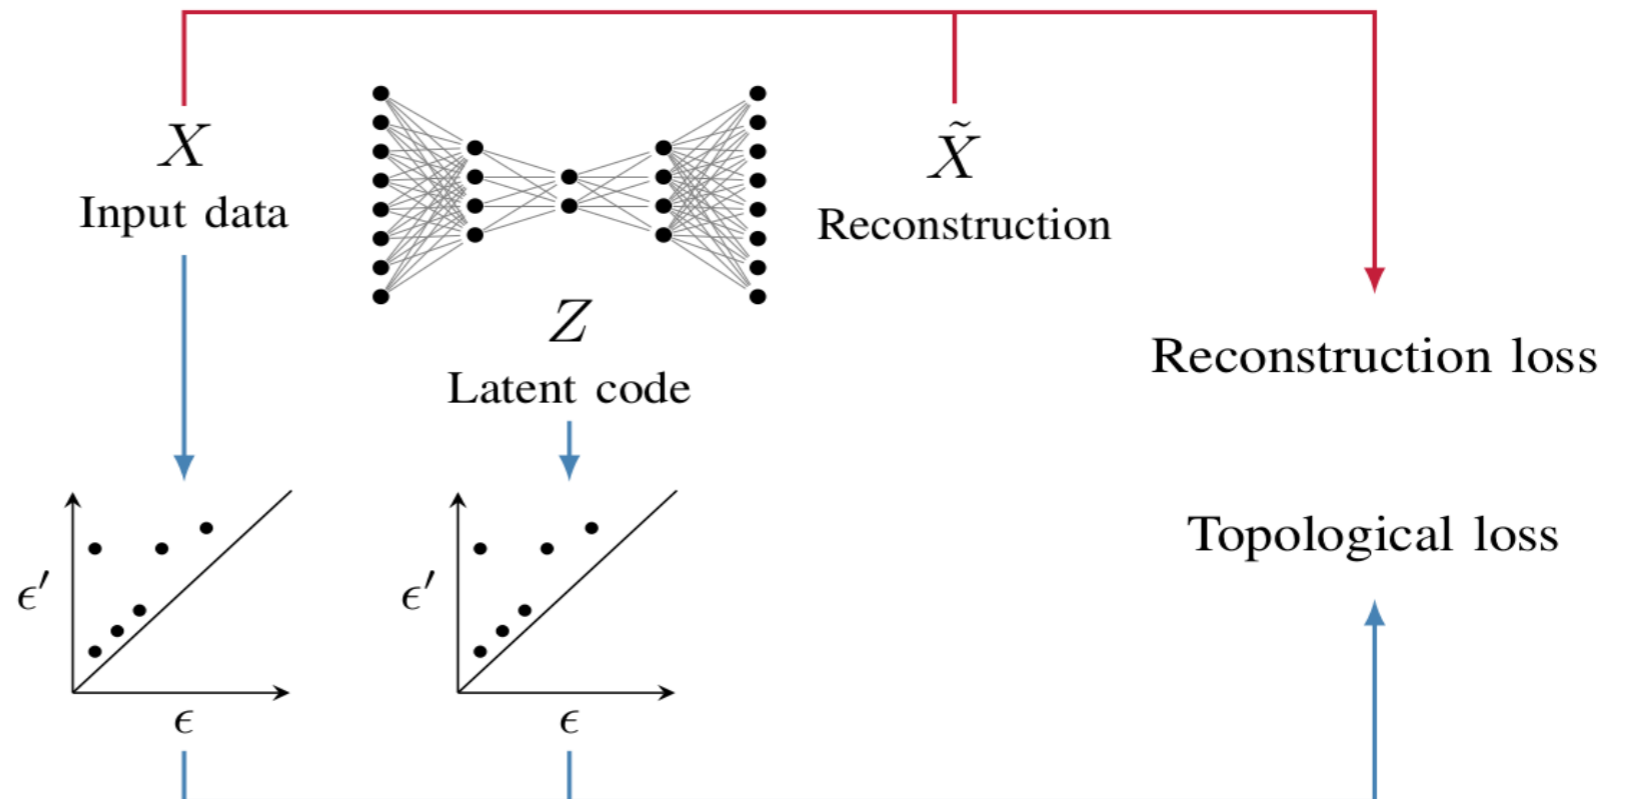 X
Input data
X̃
Reconstruction
Z
Latent code
Reconstruction loss
Topological loss
ϵ′
ϵ
ϵ′
ϵ